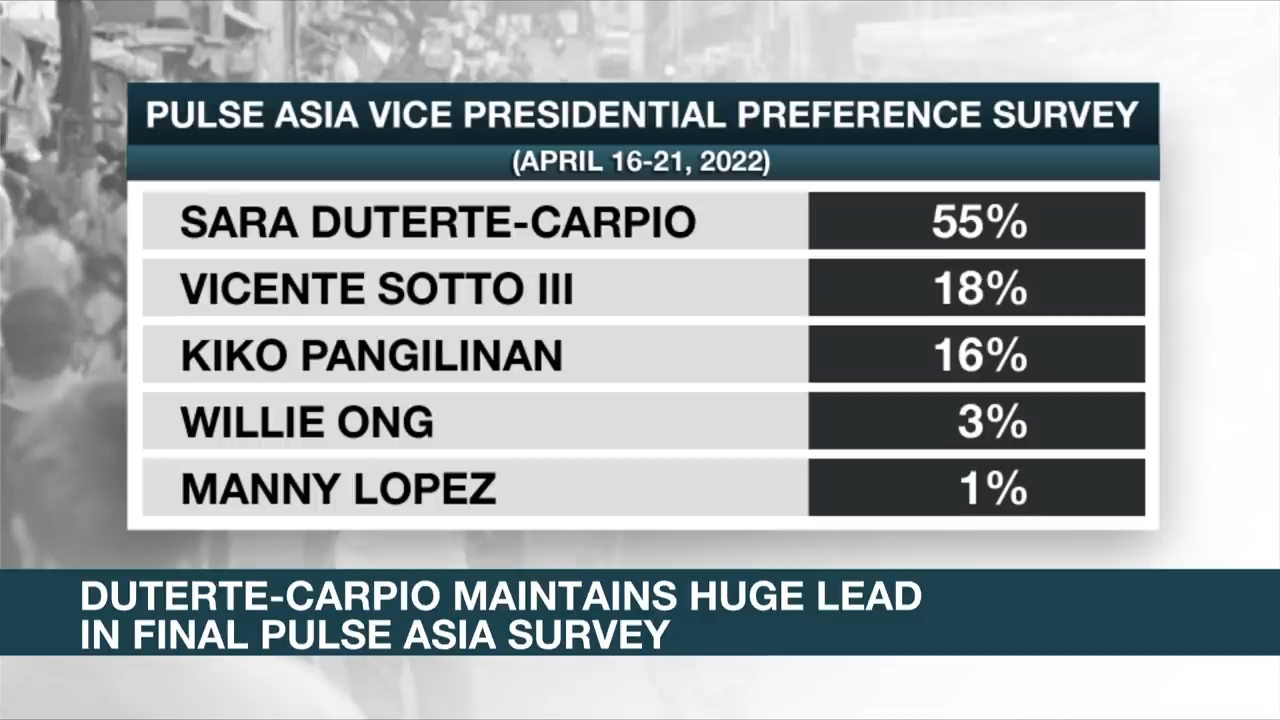 PULSE ASIA VICE PRESIDENTIAL PREFERENCE SURVEY
(APRIL 16-21, 2022)
SARA DUTERTE-CARPIO 55%
VICENTE SOTTO III 18%
KIKO PANGILINAN 16%
WILLIE ONG 3%
MANNY LOPEZ 1%
DUTERTE-CARPIO MAINTAINS HUGE LEAD
IN FINAL PULSE ASIA SURVEY